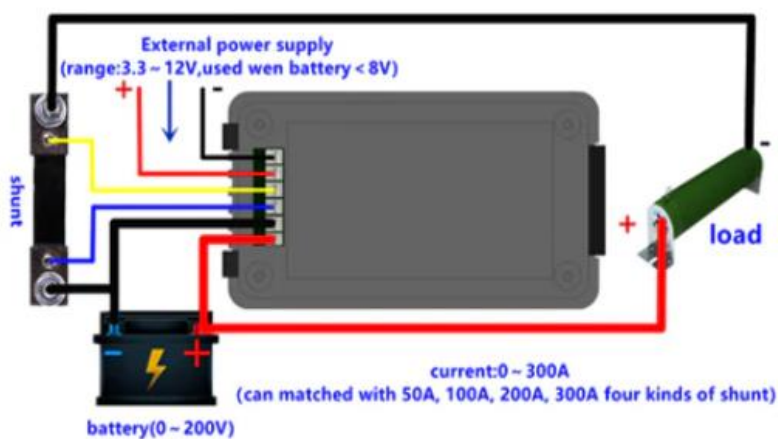 External power supply
(range:3.3~12V,used wen battery<8V)
+ -
shunt
-
+
load
- +
current:0~300A
(can matched with 50A, 100A, 200A, 300A four kinds of shunt)
battery(0~200V)